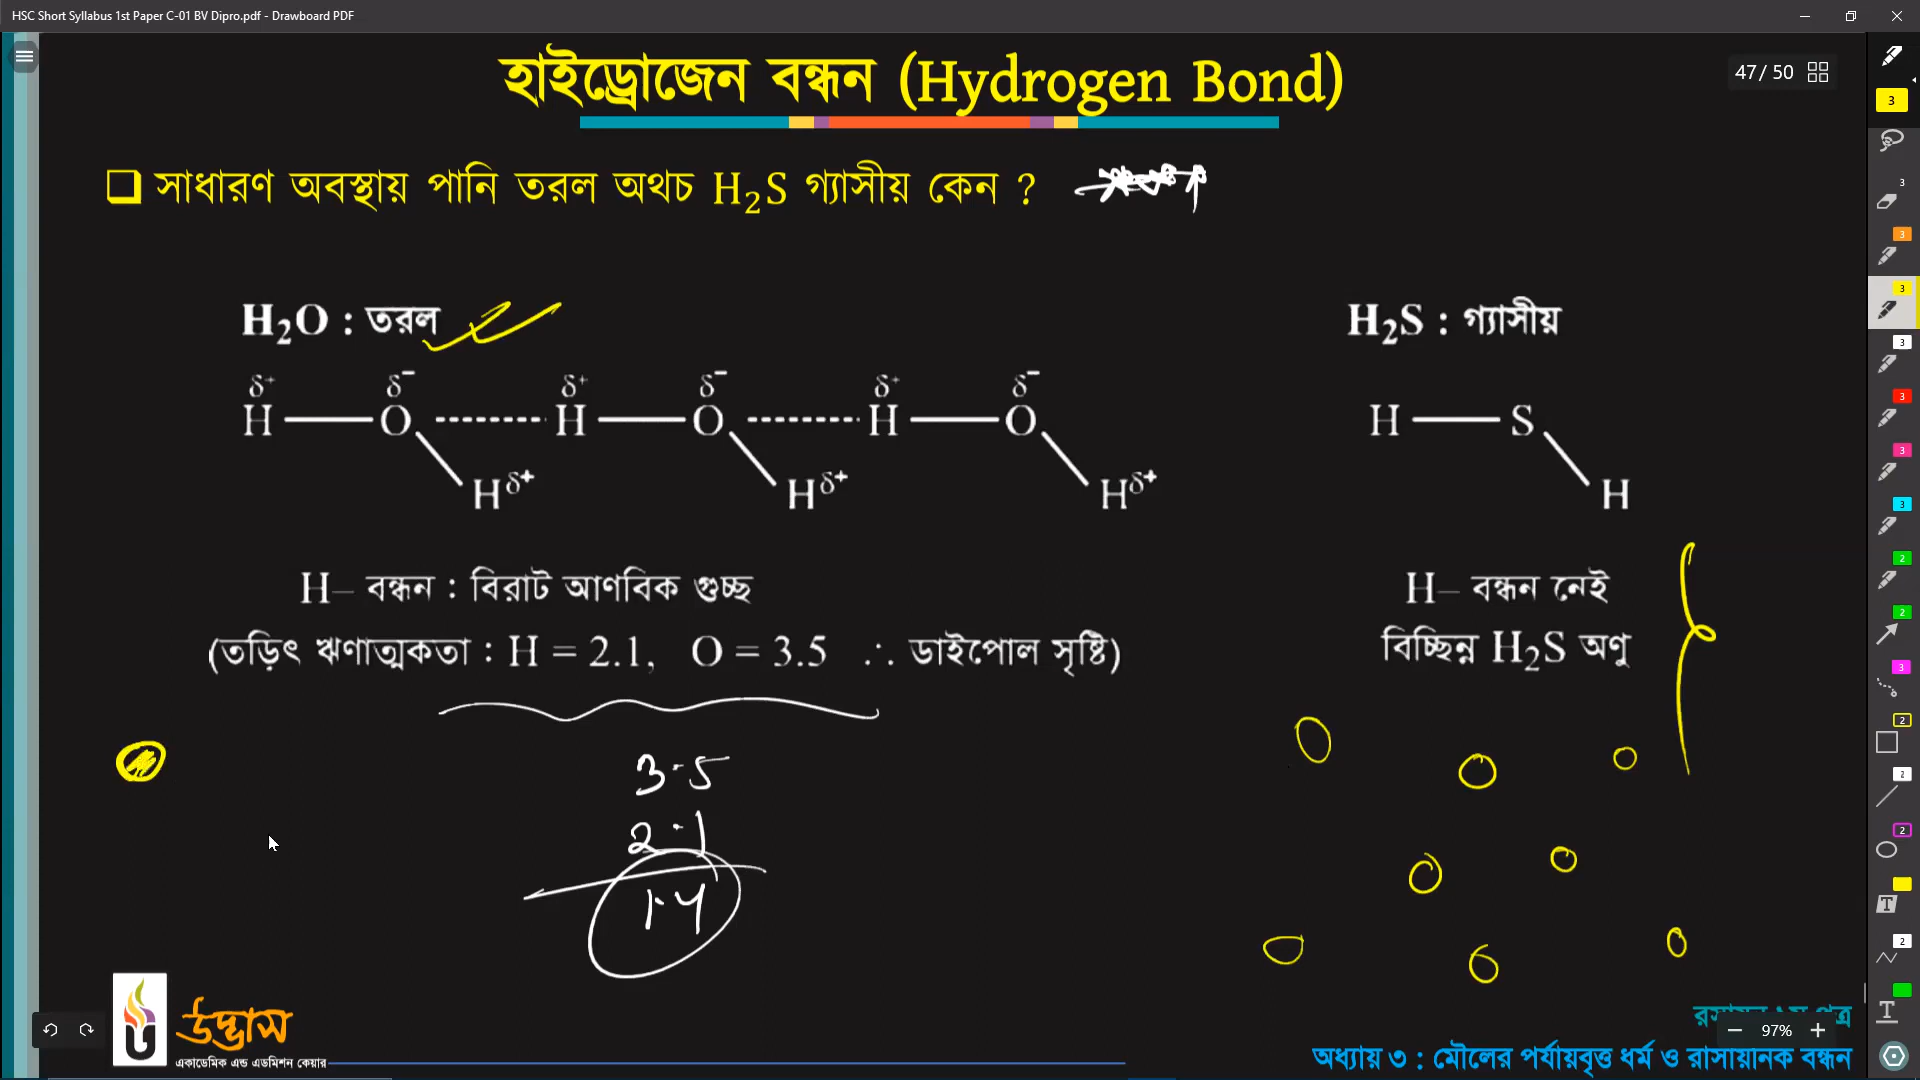 HSC Short Syllabus 1st Paper C-01 BV Dipro.pdf - Drawboard PDF
হাইড্রোজেন বন্ধন (Hydrogen Bond)
47 / 50
❑ সাধারণ অবস্থায় পানি তরল অথচ H₂S গ্যাসীয় কেন ?
H₂O : তরল
H₂S : গ্যাসীয়
δ⁺ δ⁻ δ⁺ δ⁻ δ⁺ δ⁻
H O H O H O
H S
Hδ⁺ Hδ⁺ Hδ⁺
H
H– বন্ধন : বিরাট আণবিক গুচ্ছ
H– বন্ধন নেই
(তড়িৎ ঋণাত্মকতা : H = 2.1, O = 3.5 ∴ ডাইপোল সৃষ্টি)
বিচ্ছিন্ন H₂S অণু
3.5
2.1
1.4
উদ্ভাস
একাডেমিক এন্ড এডমিশন কেয়ার
97%
অধ্যায় ৩ : মৌলের পর্যায়বৃত্ত ধর্ম ও রাসায়নিক বন্ধন